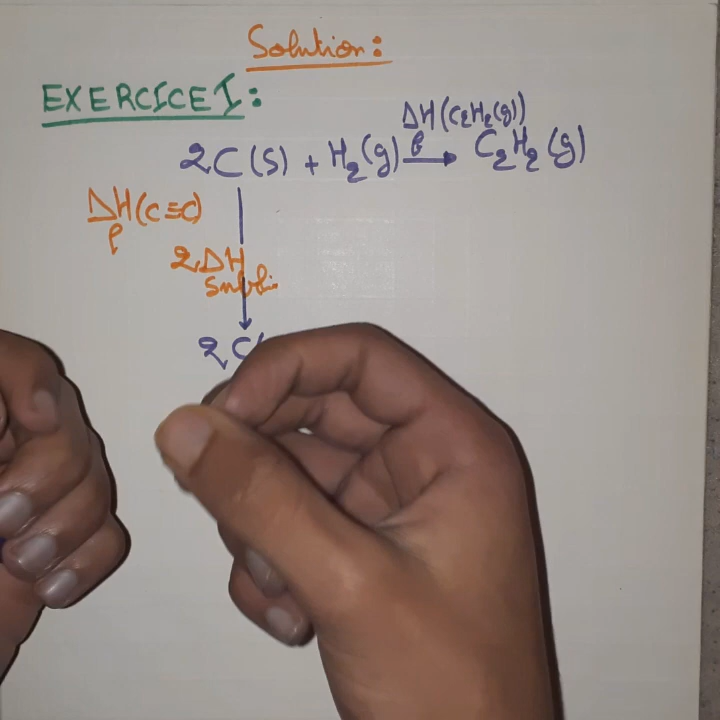 Solution:
EXERCICE I:
ΔH(C₂H₂(g))
f
2C(s) + H₂(g) → C₂H₂(g)
ΔH(C≡C)
f
2ΔH
2C(